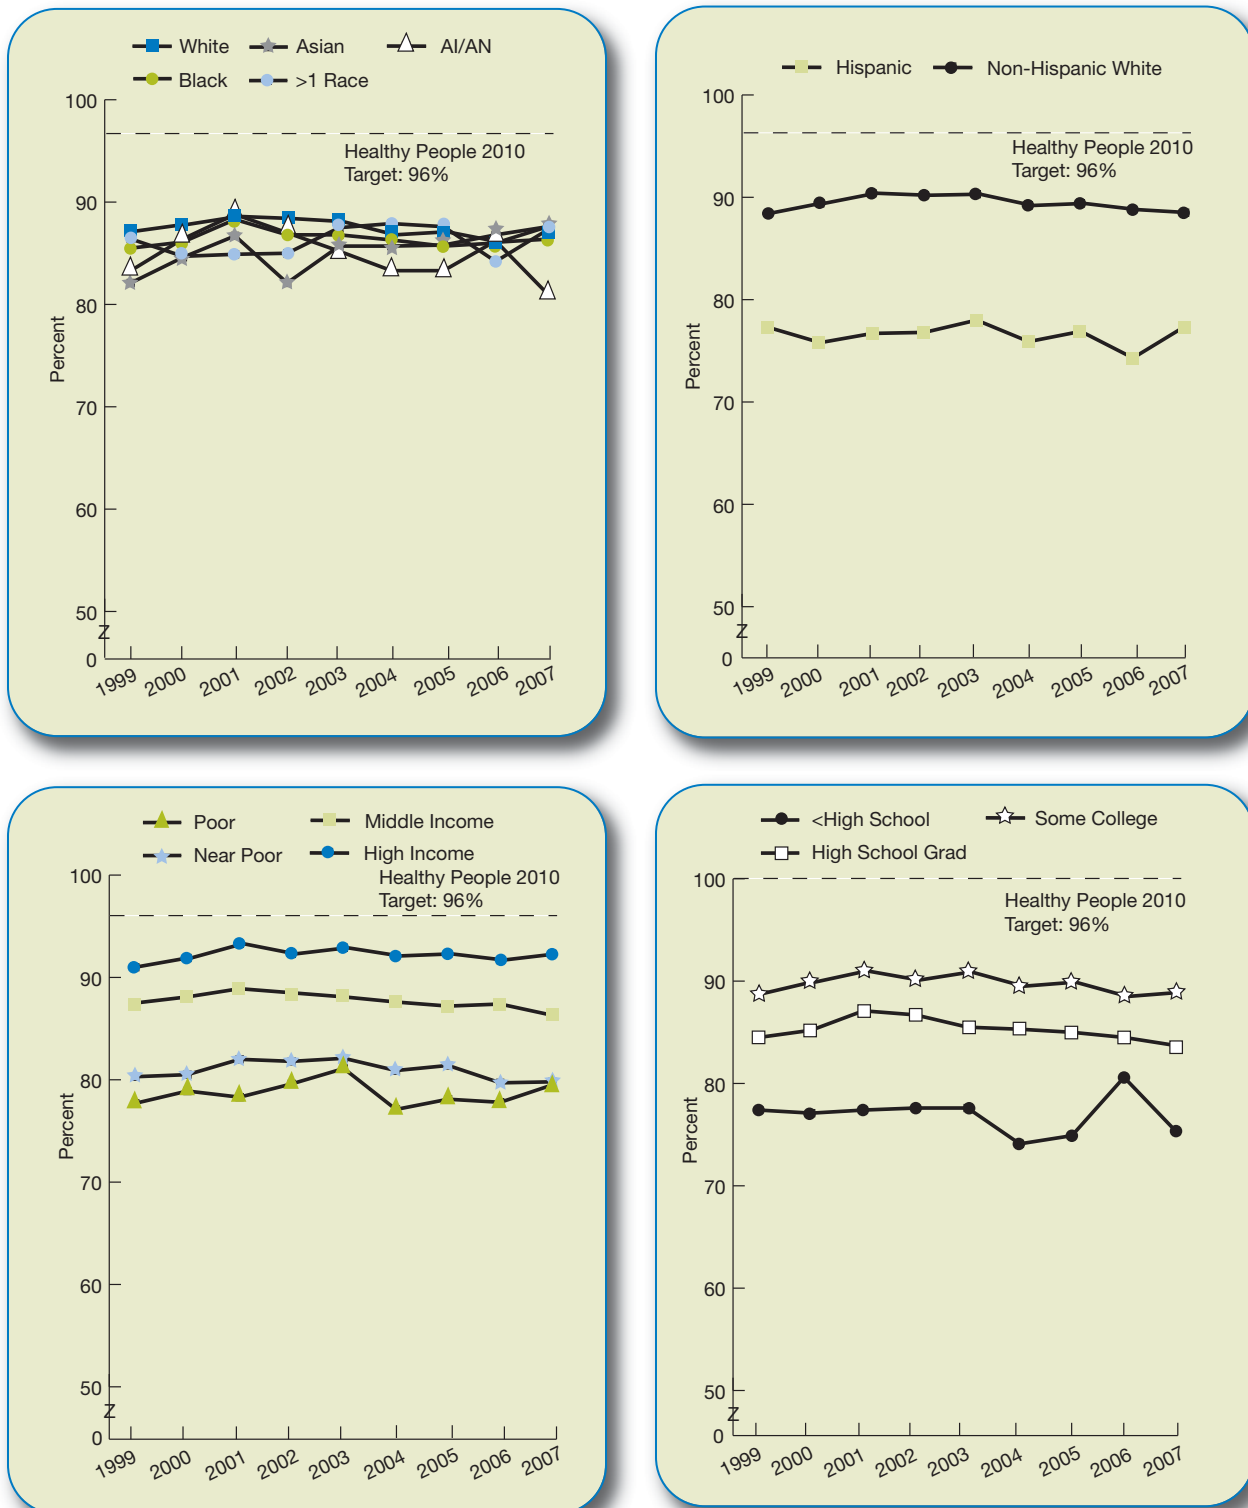 White Asian AI/AN
Black >1 Race
100
Healthy People 2010
Target: 96%
90
80
Percent
70
60
50
Z
0
1999 2000 2001 2002 2003 2004 2005 2006 2007
Hispanic Non-Hispanic White
100
Healthy People 2010
Target: 96%
90
80
Percent
70
60
50
Z
0
1999 2000 2001 2002 2003 2004 2005 2006 2007
Poor Middle Income
Near Poor High Income
Healthy People 2010
100
Target: 96%
90
80
Percent
70
60
50
Z
0
1999 2000 2001 2002 2003 2004 2005 2006 2007
<High School Some College
High School Grad
100
Healthy People 2010
Target: 96%
90
80
Percent
70
60
50
Z
0
1999 2000 2001 2002 2003 2004 2005 2006 2007